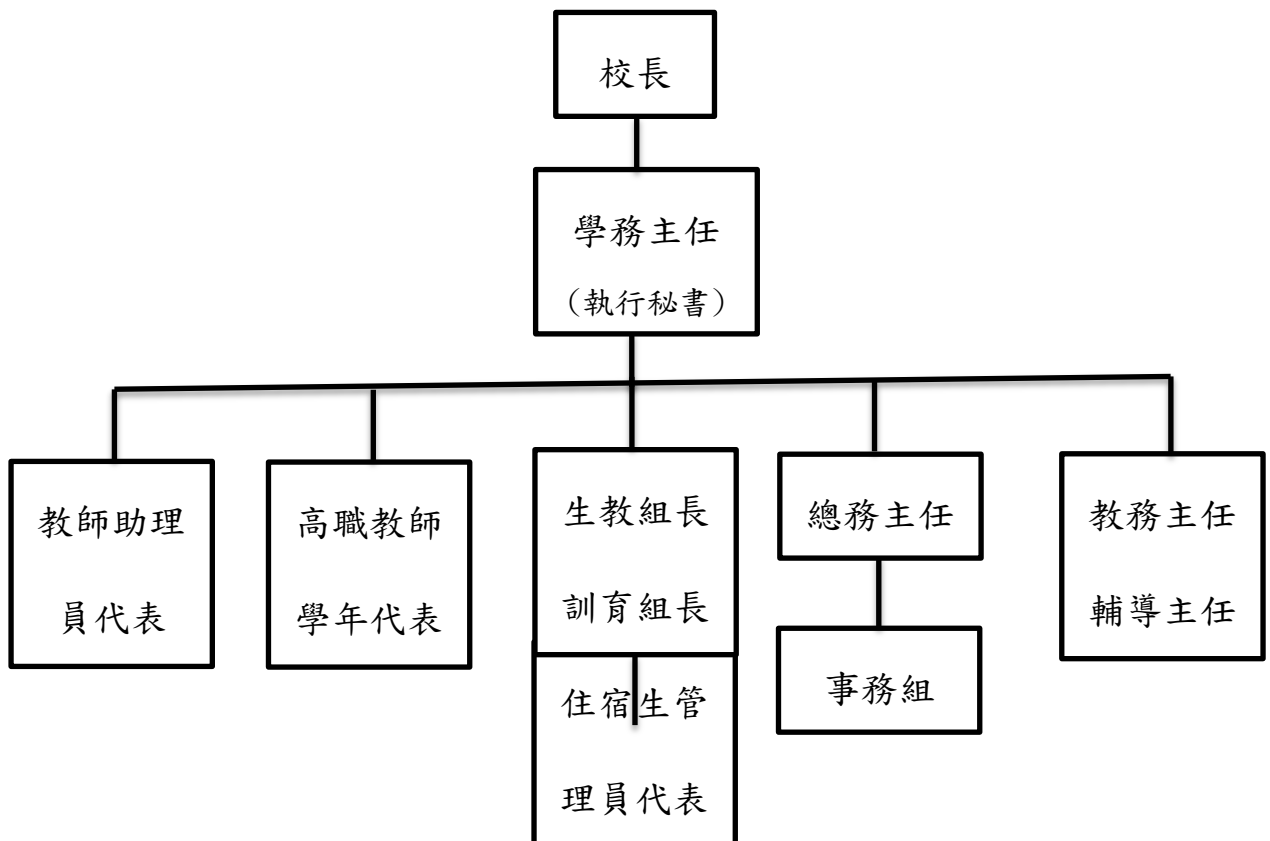 校長
學務主任
（執行秘書）
教師助理
員代表
高職教師
學年代表
生教組長
訓育組長
住宿生管
理員代表
總務主任
事務組
教務主任
輔導主任